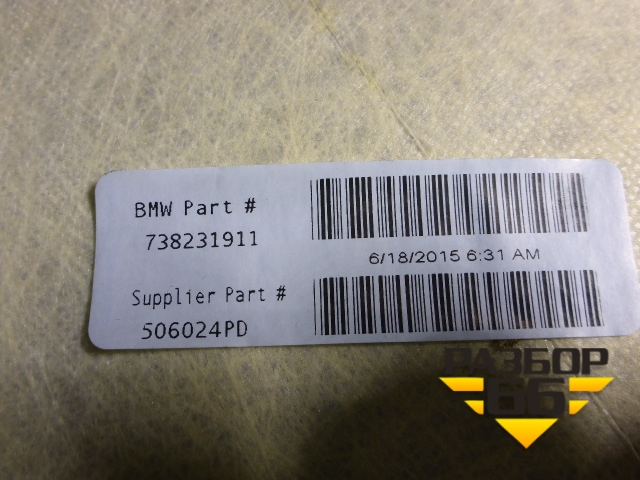 BMW Part #
738231911
6/18/2015 6:31 AM
Supplier Part #
506024PD
РАЗБОР
66